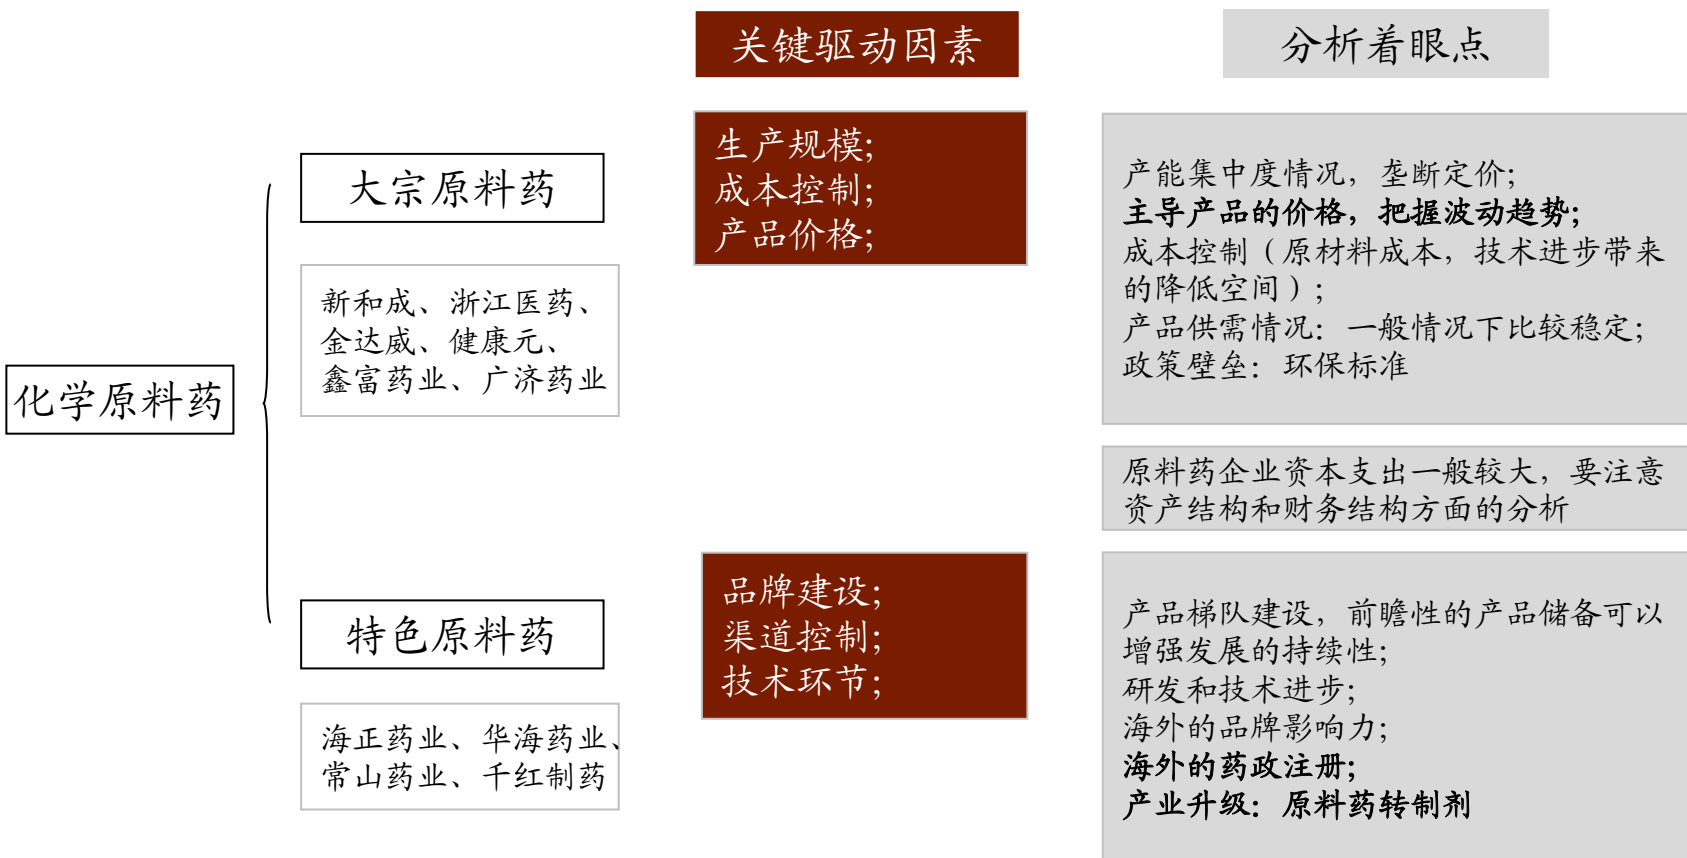 关键驱动因素
分析着眼点
化学原料药
大宗原料药
新和成、浙江医药、
金达威、健康元、
鑫富药业、广济药业
生产规模;
成本控制;
产品价格;
产能集中度情况，垄断定价;
主导产品的价格，把握波动趋势;
成本控制（原材料成本，技术进步带来
的降低空间）;
产品供需情况：一般情况下比较稳定;
政策壁垒：环保标准
原料药企业资本支出一般较大，要注意
资产结构和财务结构方面的分析
特色原料药
海正药业、华海药业、
常山药业、千红制药
品牌建设;
渠道控制;
技术环节;
产品梯队建设，前瞻性的产品储备可以
增强发展的持续性;
研发和技术进步;
海外的品牌影响力;
海外的药政注册;
产业升级：原料药转制剂